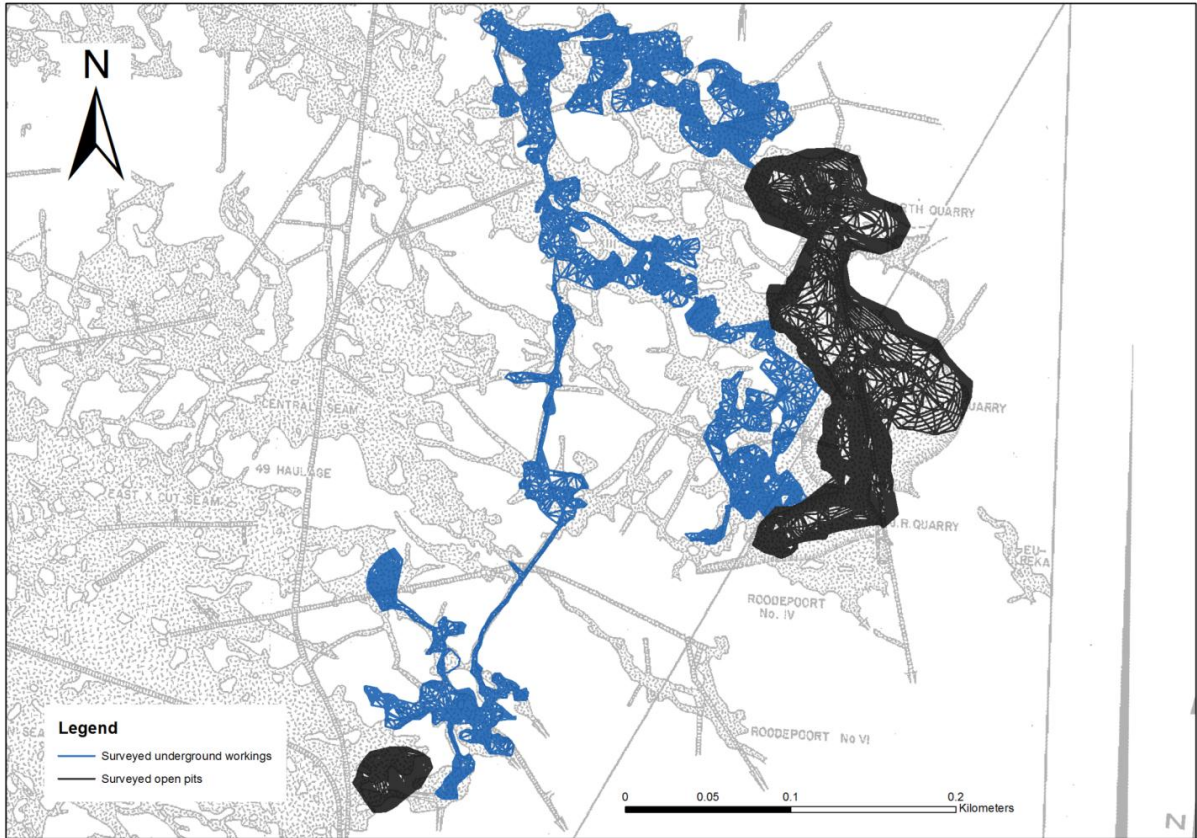 N
NORTH QUARRY
CENTRAL SEAM
QUARRY
49 HAULAGE
EAST X CUT SEAM
J.R. QUARRY
EU-
REKA
ROODEPOORT
No. IV
ROODEPOORT No VI
Legend
Surveyed underground workings
Surveyed open pits
0 0.05 0.1 0.2
Kilometers
N